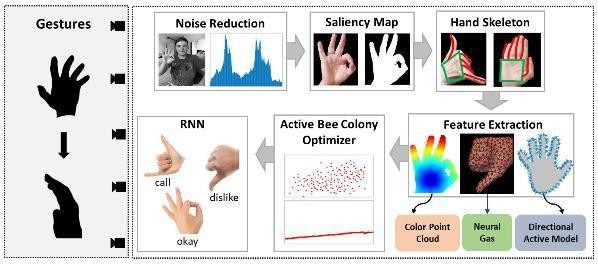 Gestures
Noise Reduction
Saliency Map
Hand Skeleton
RNN
call
dislike
okay
Active Bee Colony
Optimizer
Feature Extraction
Color Point
Cloud
Neural
Gas
Directional
Active Model